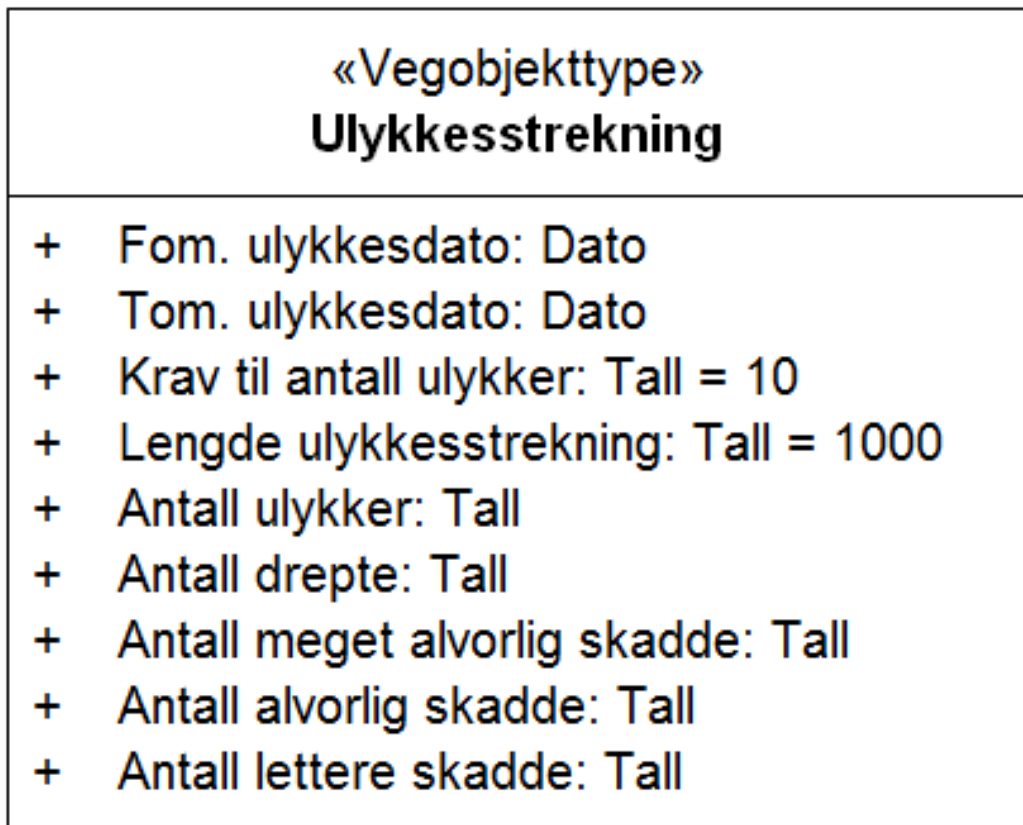 «Vegobjekttype»
Ulykkesstrekning
+ Fom. ulykkesdato: Dato
+ Tom. ulykkesdato: Dato
+ Krav til antall ulykker: Tall = 10
+ Lengde ulykkesstrekning: Tall = 1000
+ Antall ulykker: Tall
+ Antall drepte: Tall
+ Antall meget alvorlig skadde: Tall
+ Antall alvorlig skadde: Tall
+ Antall lettere skadde: Tall